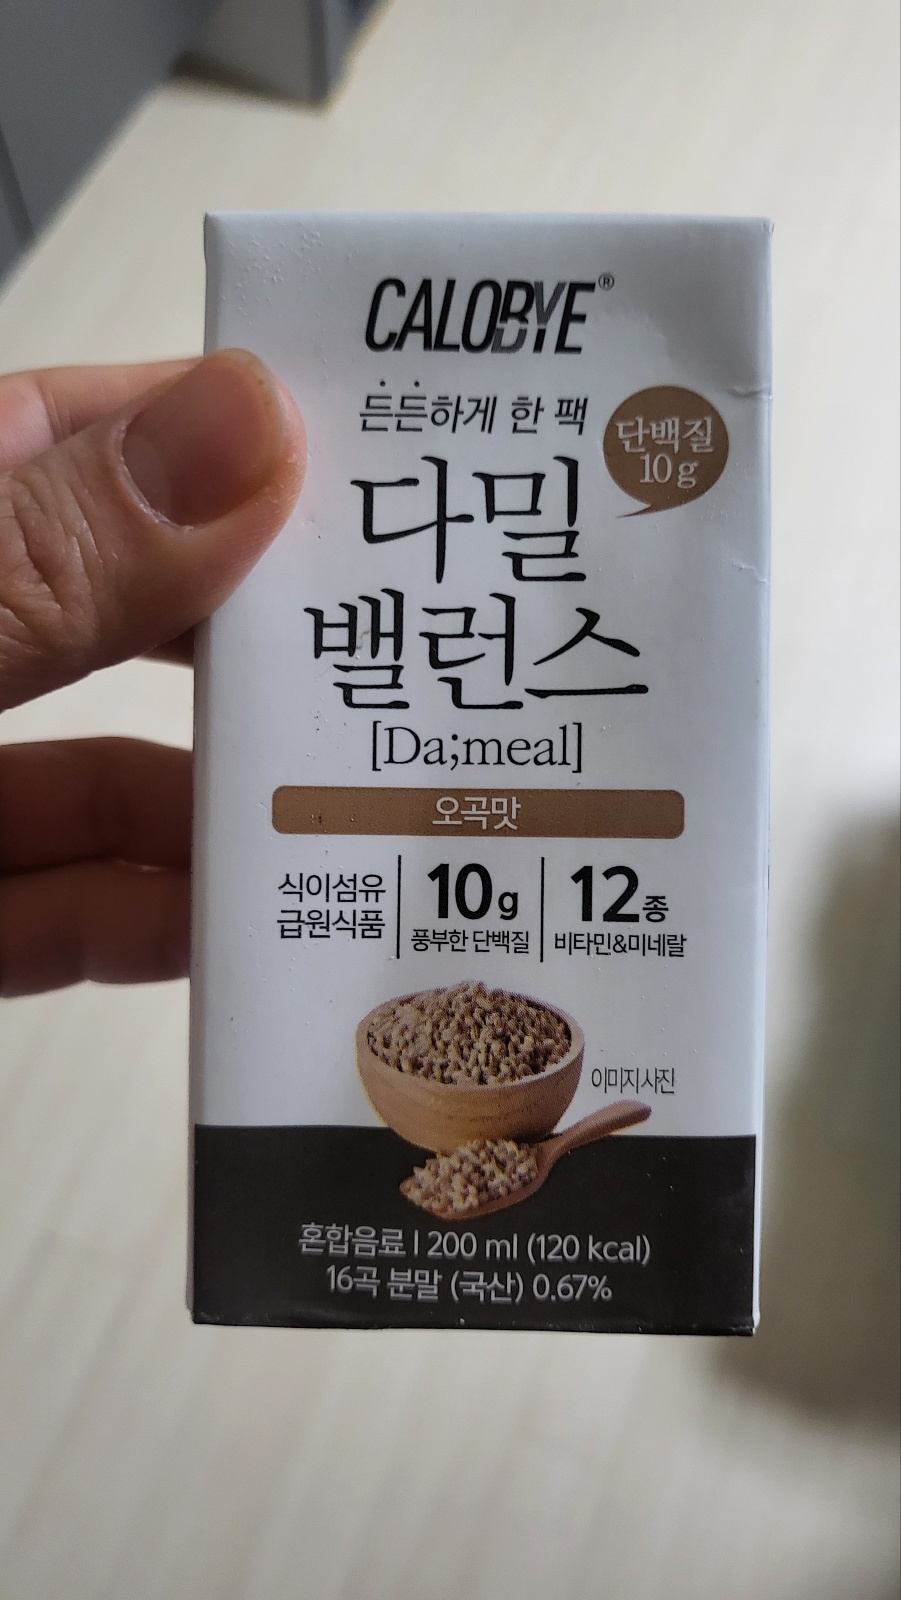 CALOBYE®
든든하게 한 팩
단백질
10 g
다밀
밸런스
[Da;meal]
오곡맛
식이섬유
급원식품
10 g
풍부한 단백질
12종
비타민&미네랄
이미지사진
혼합음료 | 200 ml (120 kcal)
16곡 분말 (국산) 0.67%